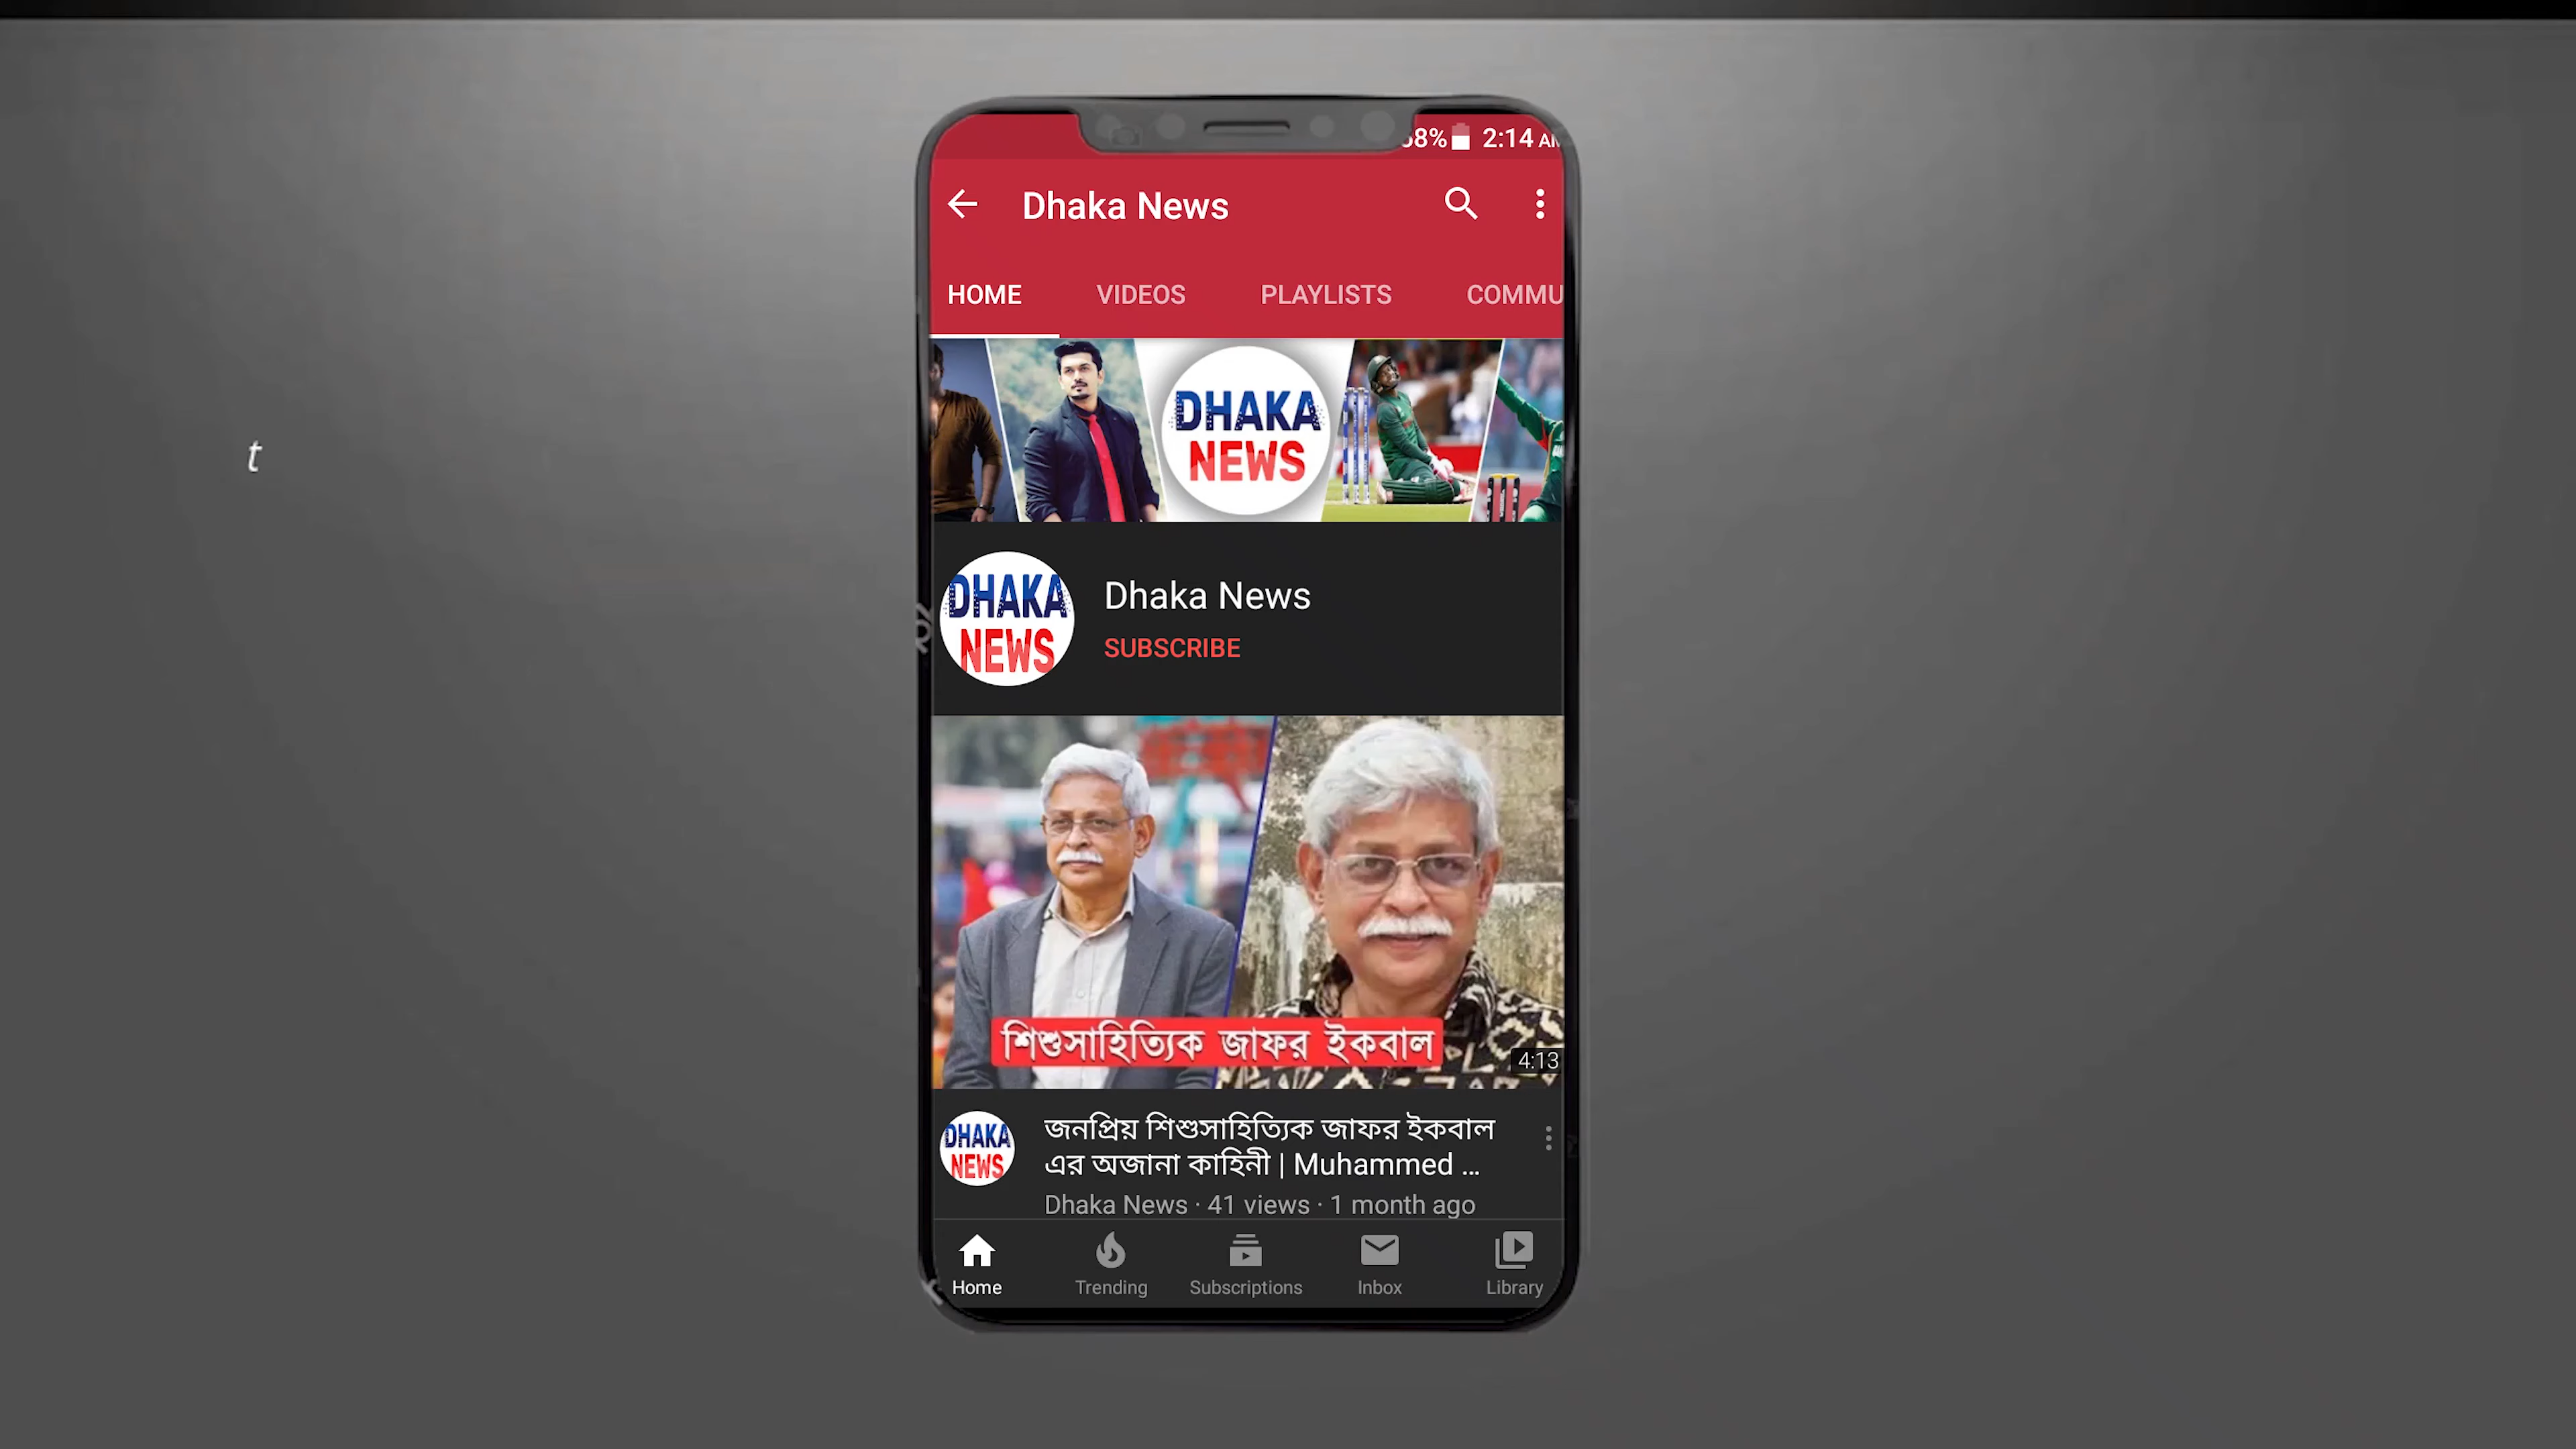 58% 2:14 AM
Dhaka News
HOME VIDEOS PLAYLISTS COMMU
DHAKA
NEWS
DHAKA
NEWS
Dhaka News
SUBSCRIBE
t
শিশুসাহিত্যিক জাফর ইকবাল
4:13
DHAKA
NEWS
জনপ্রিয় শিশুসাহিত্যিক জাফর ইকবাল
এর অজানা কাহিনী | Muhammed ...
Dhaka News · 41 views · 1 month ago
Home Trending Subscriptions Inbox Library